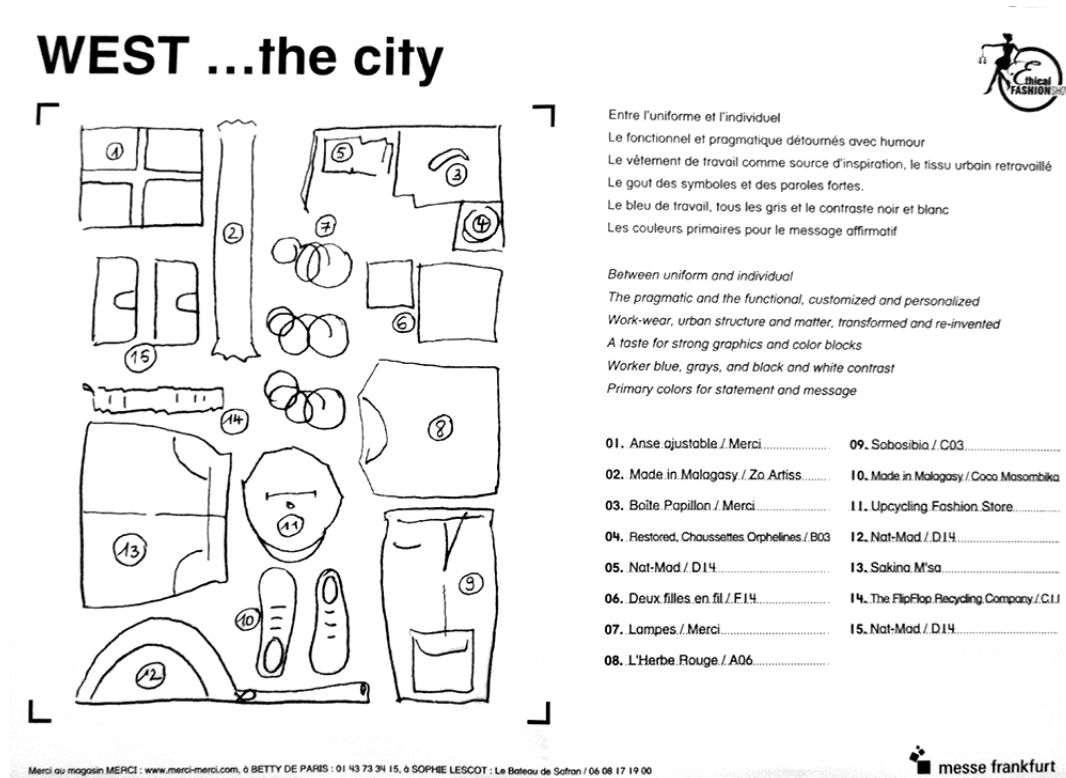 WEST ...the city
Ethical
FASHION SHOW
1
2
5
3
4
7
6
15
14
8
13
11
9
10
12
Entre l'uniforme et l'individuel
Le fonctionnel et pragmatique détournés avec humour
Le vêtement de travail comme source d'inspiration, le tissu urbain retravaillé
Le gout des symboles et des paroles fortes.
Le bleu de travail, tous les gris et le contraste noir et blanc
Les couleurs primaires pour le message affirmatif
Between uniform and individual
The pragmatic and the functional, customized and personalized
Work-wear, urban structure and matter, transformed and re-invented
A taste for strong graphics and color blocks
Worker blue, grays, and black and white contrast
Primary colors for statement and message
01. Anse ajustable / Merci
02. Made in Malagasy / Zo Artiss
03. Boîte Papillon / Merci
04. Restored, Chaussettes Orphelines / B03
05. Nat-Mad / D14
06. Deux filles en fil / F14
07. Lampes / Merci
08. L'Herbe Rouge / A06
09. Sobosibio / C03
10. Made in Malagasy / Coco Masombika
11. Upcycling Fashion Store
12. Nat-Mad / D14
13. Sakina M'sa
14. The FlipFlop Recycling Company / C11
15. Nat-Mad / D14
Merci au magasin MERCI : www.merci-merci.com, à BETTY DE PARIS : 01 43 73 34 15, à SOPHIE LESCOT : Le Bateau de Safran / 06 08 17 19 00
messe frankfurt